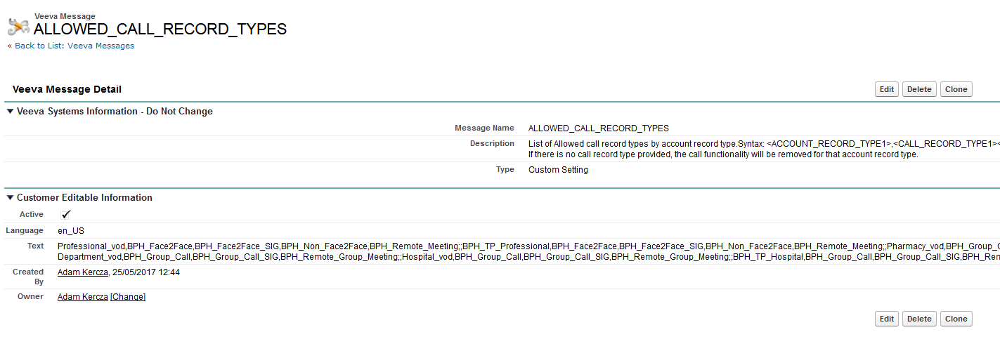 Veeva Message
ALLOWED_CALL_RECORD_TYPES
« Back to List: Veeva Messages
Veeva Message Detail
Edit Delete Clone
Veeva Systems Information - Do Not Change
Message Name ALLOWED_CALL_RECORD_TYPES
Description List of Allowed call record types by account record type.Syntax: <ACCOUNT_RECORD_TYPE1>,<CALL_RECORD_TYPE1><
If there is no call record type provided, the call functionality will be removed for that account record type.
Type Custom Setting
Customer Editable Information
Active
Language en_US
Text Professional_vod,BPH_Face2Face,BPH_Face2Face_SIG,BPH_Non_Face2Face,BPH_Remote_Meeting;;BPH_TP_Professional,BPH_Face2Face,BPH_Face2Face_SIG,BPH_Non_Face2Face,BPH_Remote_Meeting;;Pharmacy_vod,BPH_Group_C
Department_vod,BPH_Group_Call,BPH_Group_Call_SIG,BPH_Remote_Group_Meeting;;Hospital_vod,BPH_Group_Call,BPH_Group_Call_SIG,BPH_Remote_Group_Meeting;;BPH_TP_Hospital,BPH_Group_Call,BPH_Group_Call_SIG,BPH_Rem
Created By Adam Kercza, 25/05/2017 12:44
Owner Adam Kercza [Change]
Edit Delete Clone